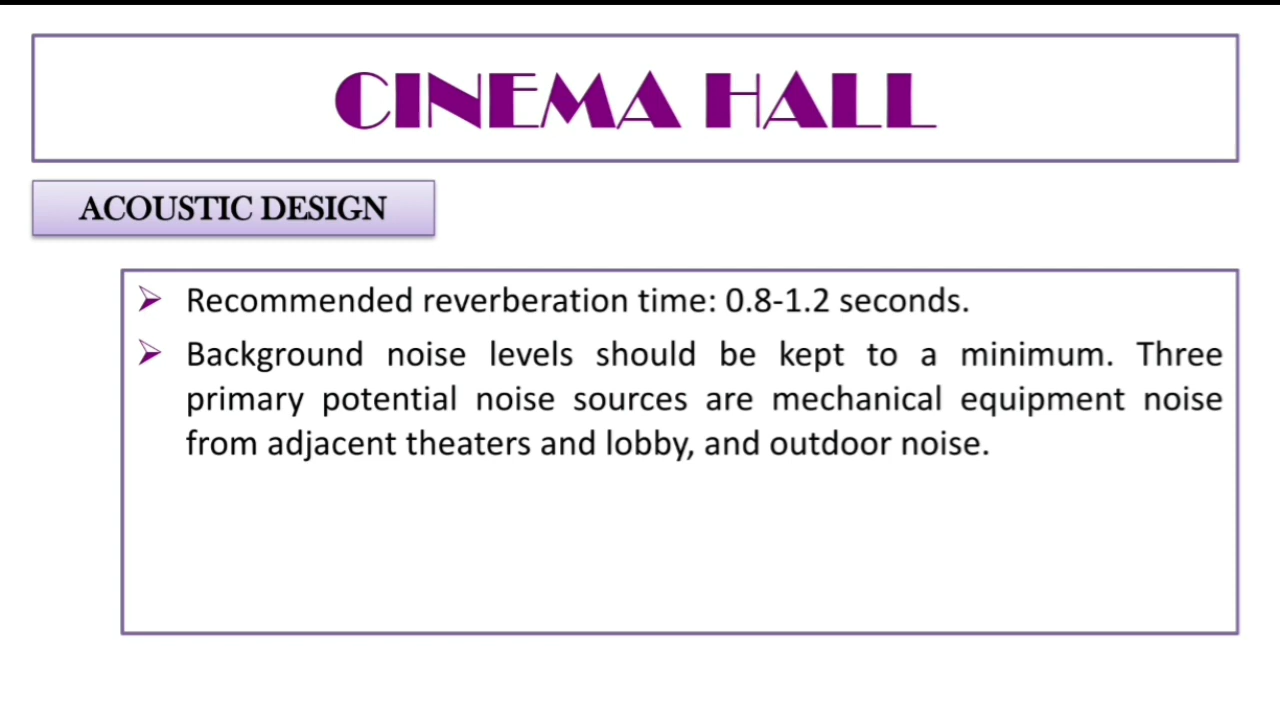 CINEMA HALL
ACOUSTIC DESIGN
Recommended reverberation time: 0.8-1.2 seconds.
Background noise levels should be kept to a minimum. Three
primary potential noise sources are mechanical equipment noise
from adjacent theaters and lobby, and outdoor noise.